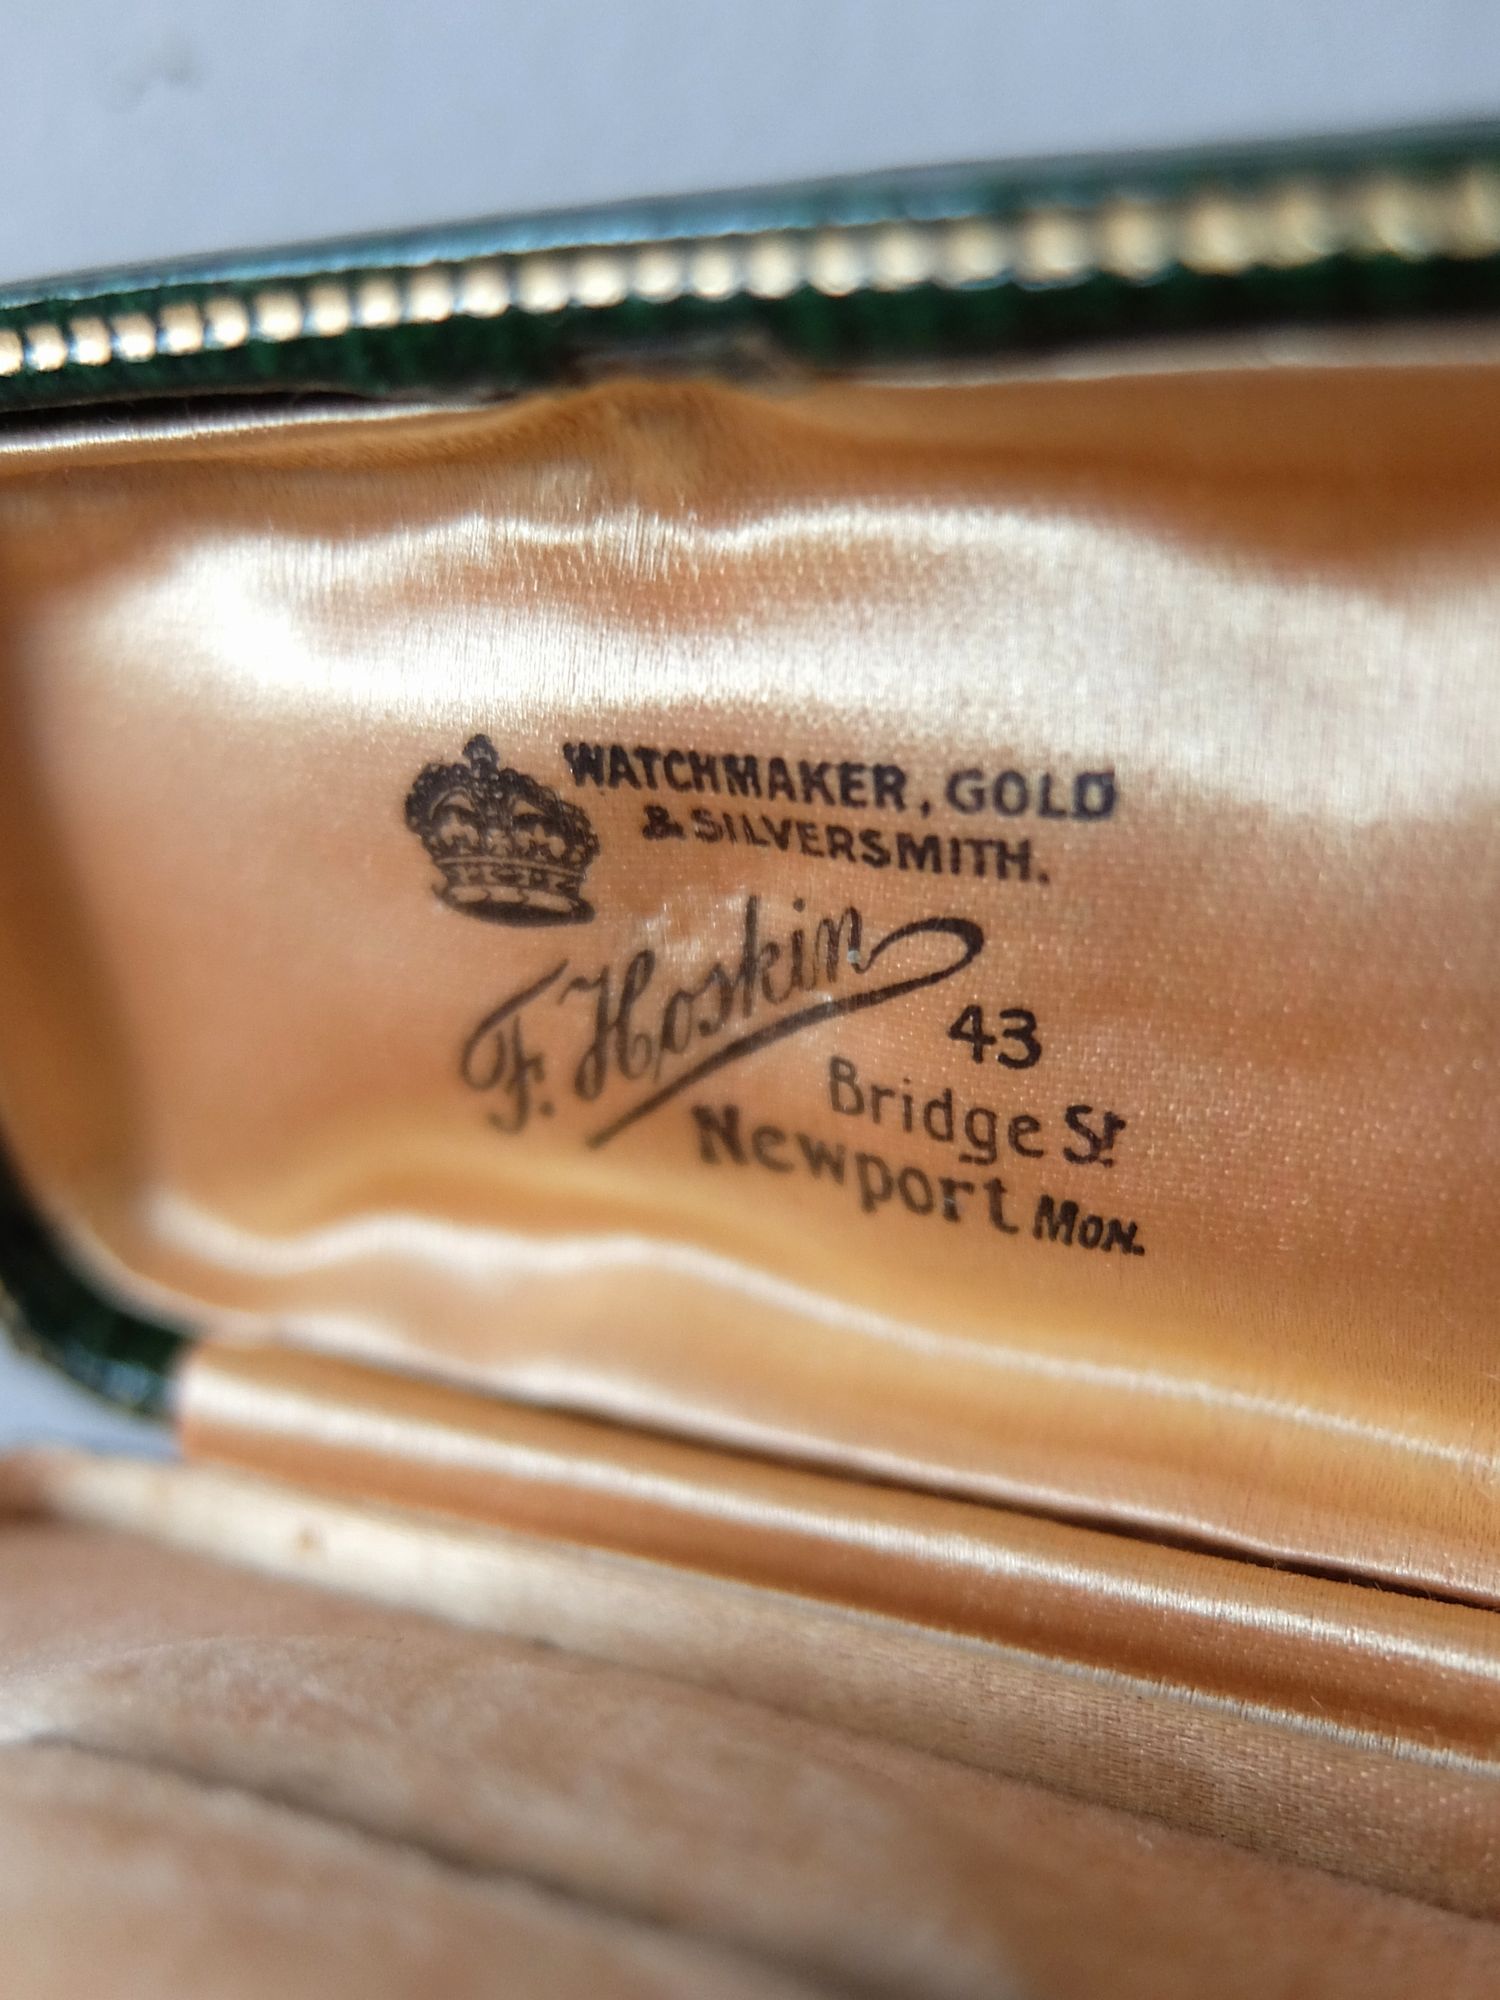 WATCHMAKER, GOLD
& SILVERSMITH.
F. Hoskin
43
Bridge St
Newport Mon.